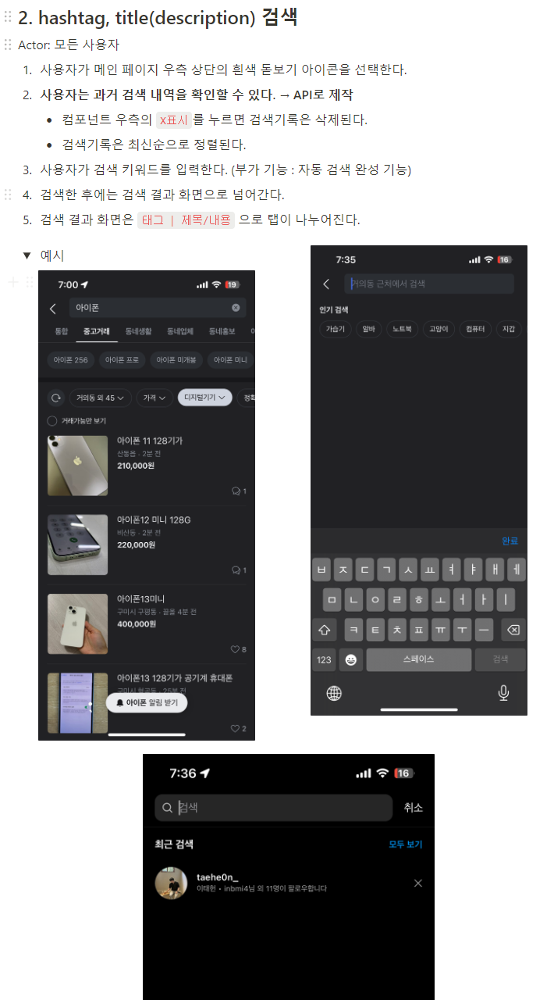 2. hashtag, title(description) 검색
Actor: 모든 사용자
1. 사용자가 메인 페이지 우측 상단의 흰색 돋보기 아이콘을 선택한다.
2. 사용자는 과거 검색 내역을 확인할 수 있다. → API로 제작
• 컴포넌트 우측의 X표시 를 누르면 검색기록은 삭제된다.
• 검색기록은 최신순으로 정렬된다.
3. 사용자가 검색 키워드를 입력한다. (부가 기능 : 자동 검색 완성 기능)
4. 검색한 후에는 검색 결과 화면으로 넘어간다.
5. 검색 결과 화면은 태그 | 제목/내용 으로 탭이 나누어진다.
▼ 예시
7:00 19
아이폰
통합 중고거래 동네생활 동네업체 동네홍보
아이폰 256 아이폰 프로 아이폰 미개봉 아이폰 미니
거의동 외 45 가격 디지털기기 정확
거래가능만 보기
아이폰 11 128기가
산동읍 · 2분 전
210,000원
1
아이폰12 미니 128G
비산동 · 2분 전
220,000원
1
아이폰13미니
구미시 구평동 · 끌올 4분 전
400,000원
8
아이폰13 128기가 공기계 휴대폰
구미시 형곡동 · 25분 전
아이폰 알림 받기
2
7:35 16
거의동 근처에서 검색
인기 검색
가습기 알바 노트북 고양이 컴퓨터 지갑
완료
ㅂ ㅈ ㄷ ㄱ ㅅ ㅛ ㅕ ㅑ ㅐ ㅔ
ㅁ ㄴ ㅇ ㄹ ㅎ ㅗ ㅓ ㅏ ㅣ
ㅋ ㅌ ㅊ ㅍ ㅠ ㅜ ㅡ
123 스페이스 검색
7:36 16
검색 취소
최근 검색 모두 보기
taehe0n_
이태헌 • inbmi4님 외 11명이 팔로우합니다